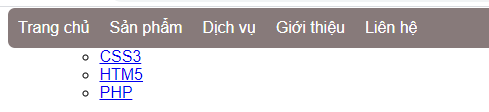 Trang chủ Sản phẩm Dịch vụ Giới thiệu Liên hệ
CSS3
HTM5
PHP